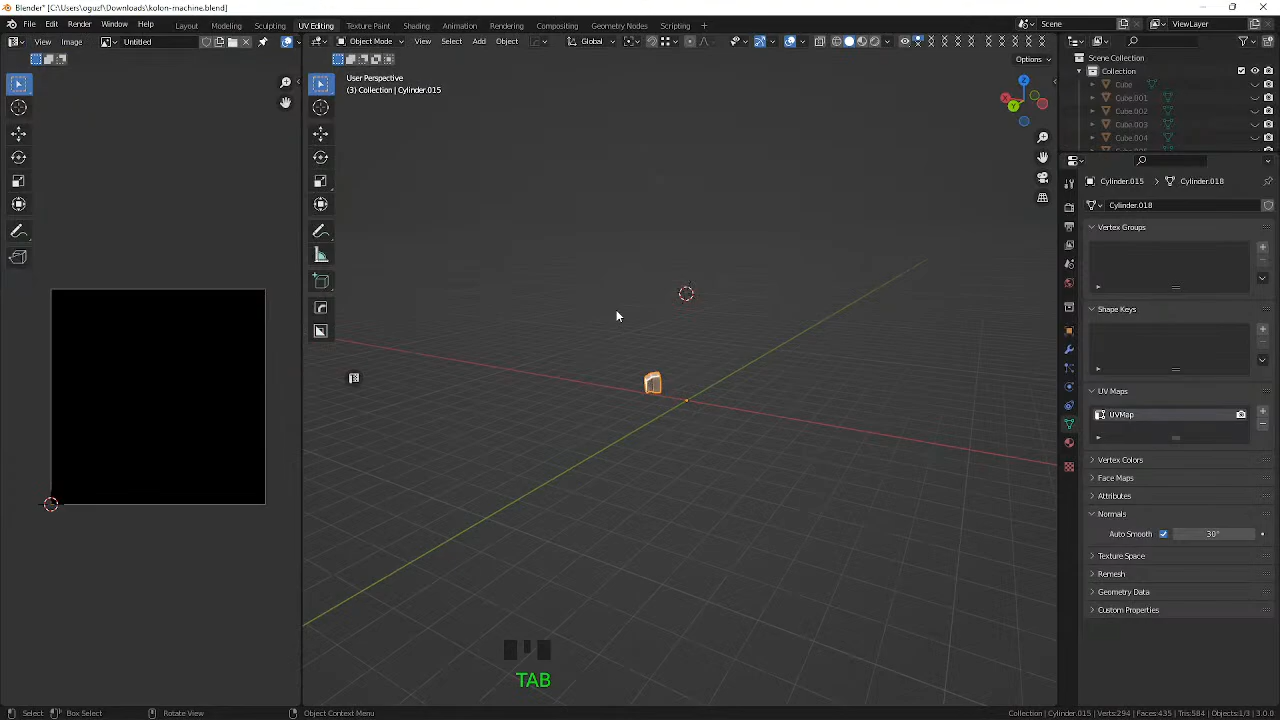 Blender* [C:\Users\oguz\Downloads\kolon-machine.blend]
File Edit Render Window Help Layout Modeling Sculpting UV Editing Texture Paint Shading Animation Rendering Compositing Geometry Nodes Scripting + Scene ViewLayer
View Image Untitled Object Mode View Select Add Object Global
Options
User Perspective
(3) Collection | Cylinder.015
Scene Collection
Collection
Cube
Cube.001
Cube.002
Cube.003
Cube.004
X
Y
Z
Cylinder.015 > Cylinder.018
Cylinder.018
Vertex Groups
Shape Keys
UV Maps
UVMap
Vertex Colors
Face Maps
Attributes
Normals
Auto Smooth 30°
Texture Space
Remesh
Geometry Data
Custom Properties
TAB
Select Box Select Rotate View Object Context Menu Collection | Cylinder.015 | Verts:294 | Faces:435 | Tris:584 | Objects:1/3 | 3.0.0